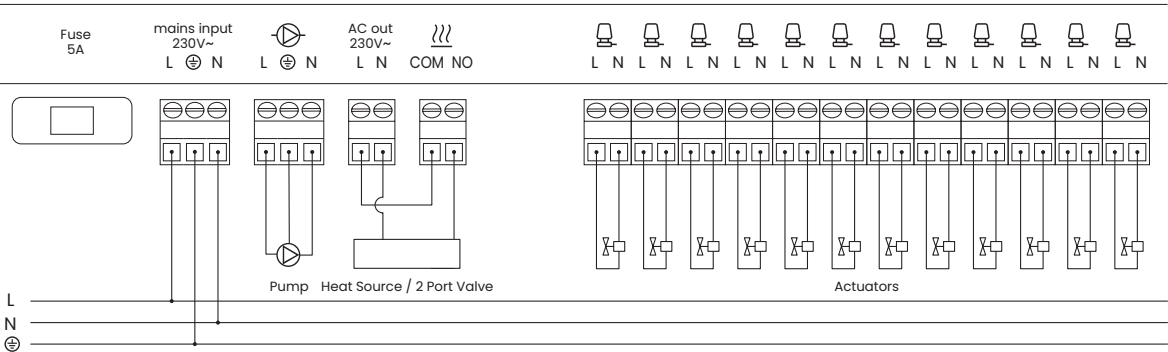 Fuse
5A
mains input
230V~
L N
L N
AC out
230V~
L N
COM NO
L N L N L N L N L N L N L N L N L N L N L N L N
Pump
Heat Source / 2 Port Valve
Actuators
L
N